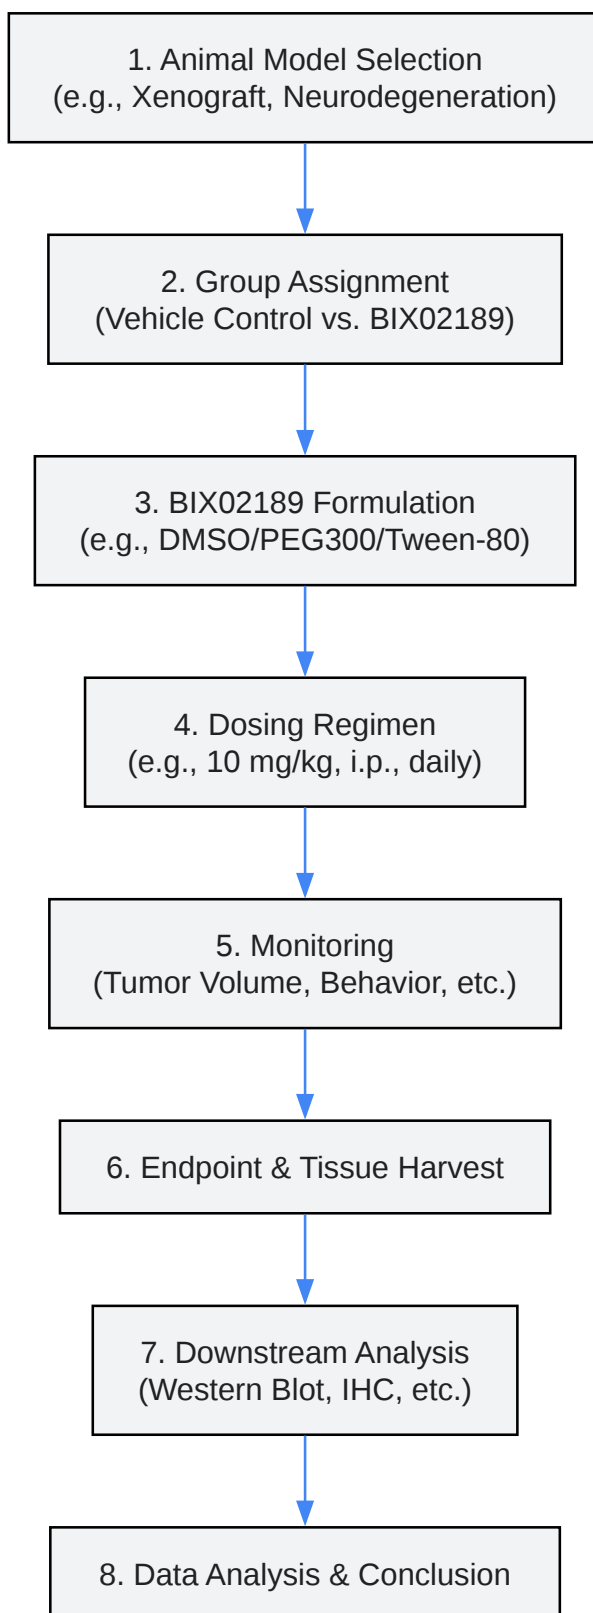 1. Animal Model Selection
(e.g., Xenograft, Neurodegeneration)
2. Group Assignment
(Vehicle Control vs. BIX02189)
3. BIX02189 Formulation
(e.g., DMSO/PEG300/Tween-80)
4. Dosing Regimen
(e.g., 10 mg/kg, i.p., daily)
5. Monitoring
(Tumor Volume, Behavior, etc.)
6. Endpoint & Tissue Harvest
7. Downstream Analysis
(Western Blot, IHC, etc.)
8. Data Analysis & Conclusion